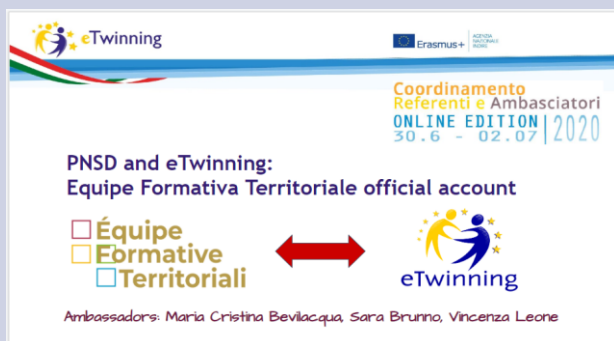 eTwinning
Erasmus+
AGENZIA
NAZIONALE
INDIRE
Coordinamento
Referenti e Ambasciatori
ONLINE EDITION | 2020
30.6 - 02.07
PNSD and eTwinning:
Equipe Formativa Territoriale official account
Équipe
Formative
Territoriali
eTwinning
Ambassadors: Maria Cristina Bevilacqua, Sara Brunno, Vincenza Leone